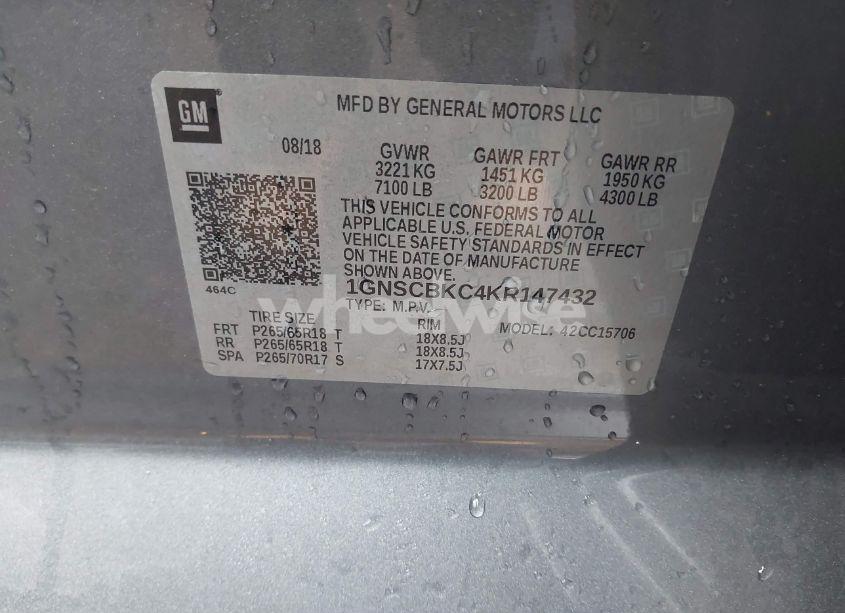 GM
MFD BY GENERAL MOTORS LLC
08/18
GVWR
3221 KG
7100 LB
GAWR FRT
1451 KG
3200 LB
GAWR RR
1950 KG
4300 LB
THIS VEHICLE CONFORMS TO ALL
APPLICABLE U.S. FEDERAL MOTOR
VEHICLE SAFETY STANDARDS IN EFFECT
ON THE DATE OF MANUFACTURE
SHOWN ABOVE.
464C
1GNSCBKC4KR147432
TYPE: M.P.V.
wheelwise
TIRE SIZE
RIM
MODEL: 42CC15706
FRT P265/65R18 T 18X8.5J
RR P265/65R18 T 18X8.5J
SPA P265/70R17 S 17X7.5J